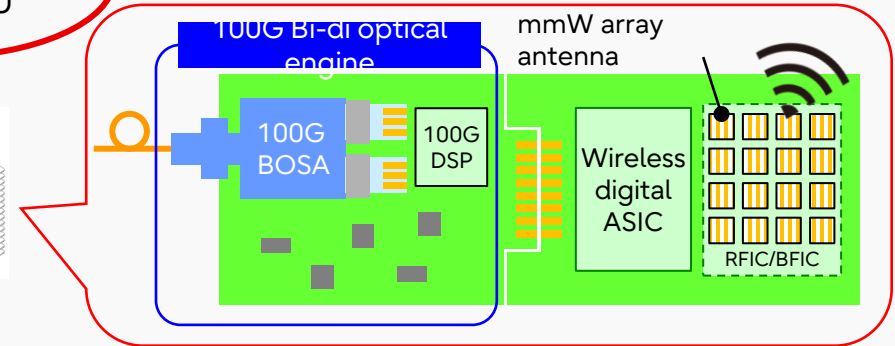 100G Bi-di optical
engine
mmW array
antenna
100G
BOSA
100G
DSP
Wireless
digital
ASIC
RFIC/BFIC